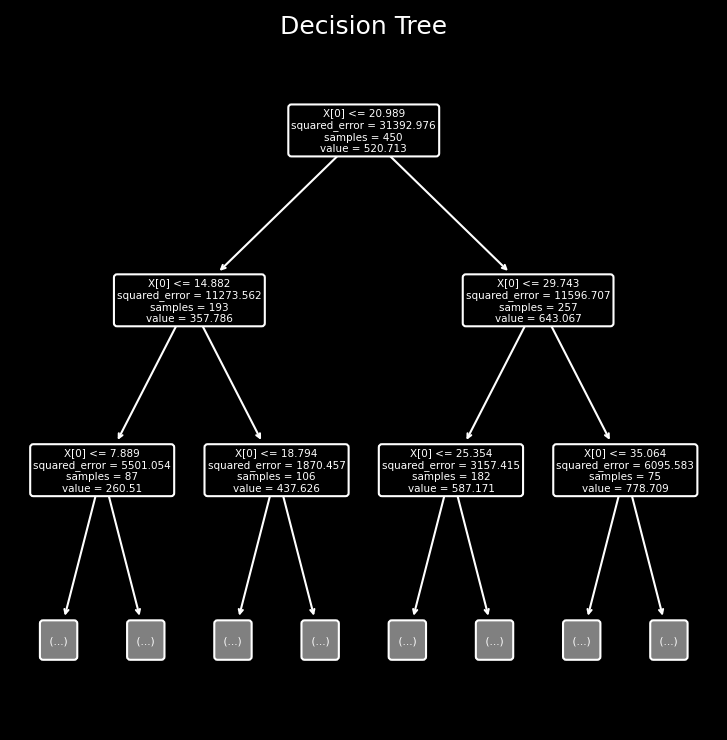 Decision Tree
X[0] <= 20.989
squared_error = 31392.976
samples = 450
value = 520.713
X[0] <= 14.882
squared_error = 11273.562
samples = 193
value = 357.786
X[0] <= 29.743
squared_error = 11596.707
samples = 257
value = 643.067
X[0] <= 7.889
squared_error = 5501.054
samples = 87
value = 260.51
X[0] <= 18.794
squared_error = 1870.457
samples = 106
value = 437.626
X[0] <= 25.354
squared_error = 3157.415
samples = 182
value = 587.171
X[0] <= 35.064
squared_error = 6095.583
samples = 75
value = 778.709
(...)
(...)
(...)
(...)
(...)
(...)
(...)
(...)